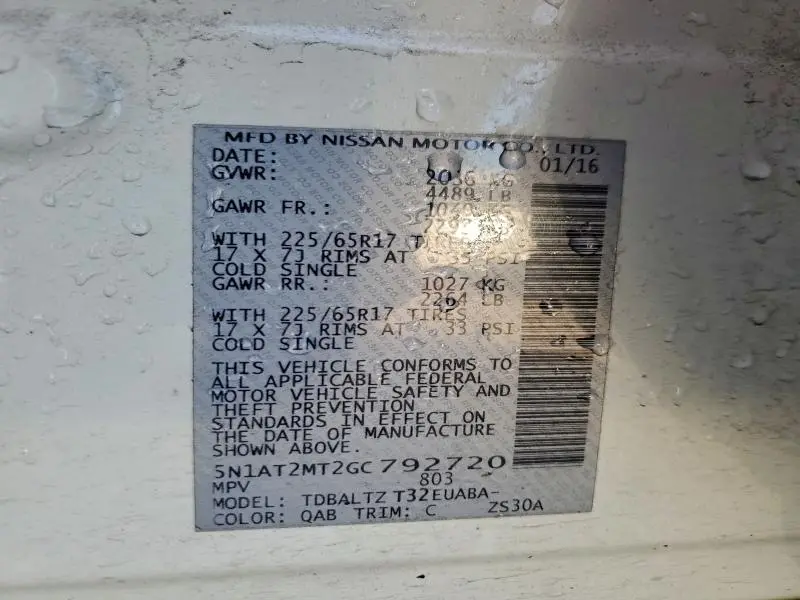 MFD BY NISSAN MOTOR CO., LTD.
DATE: 01/16
GVWR: KG
4489 LB
GAWR FR.:
WITH 225/65R17
17 X 7J RIMS AT PSI
COLD SINGLE
GAWR RR.: 1027 KG
2264 LB
WITH 225/65R17 TIRES
17 X 7J RIMS AT 33 PSI
COLD SINGLE
THIS VEHICLE CONFORMS TO
ALL APPLICABLE FEDERAL
MOTOR VEHICLE SAFETY AND
THEFT PREVENTION
STANDARDS IN EFFECT ON
THE DATE OF MANUFACTURE
SHOWN ABOVE.
5N1AT2MT2GC792720
MPV 803
MODEL: TDBALTZ T32EUABA-
COLOR: QAB TRIM: C ZS30A